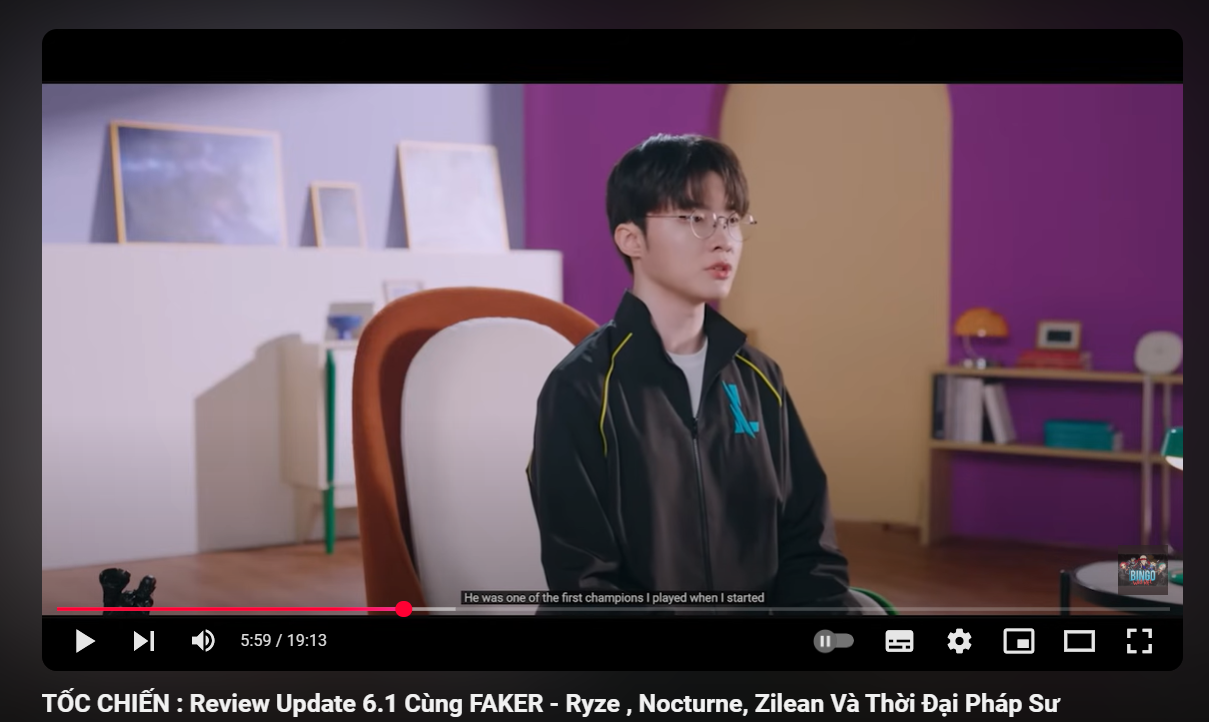 BINGO
He was one of the first champions I played when I started
5:59 / 19:13
TỐC CHIẾN : Review Update 6.1 Cùng FAKER - Ryze , Nocturne, Zilean Và Thời Đại Pháp Sư